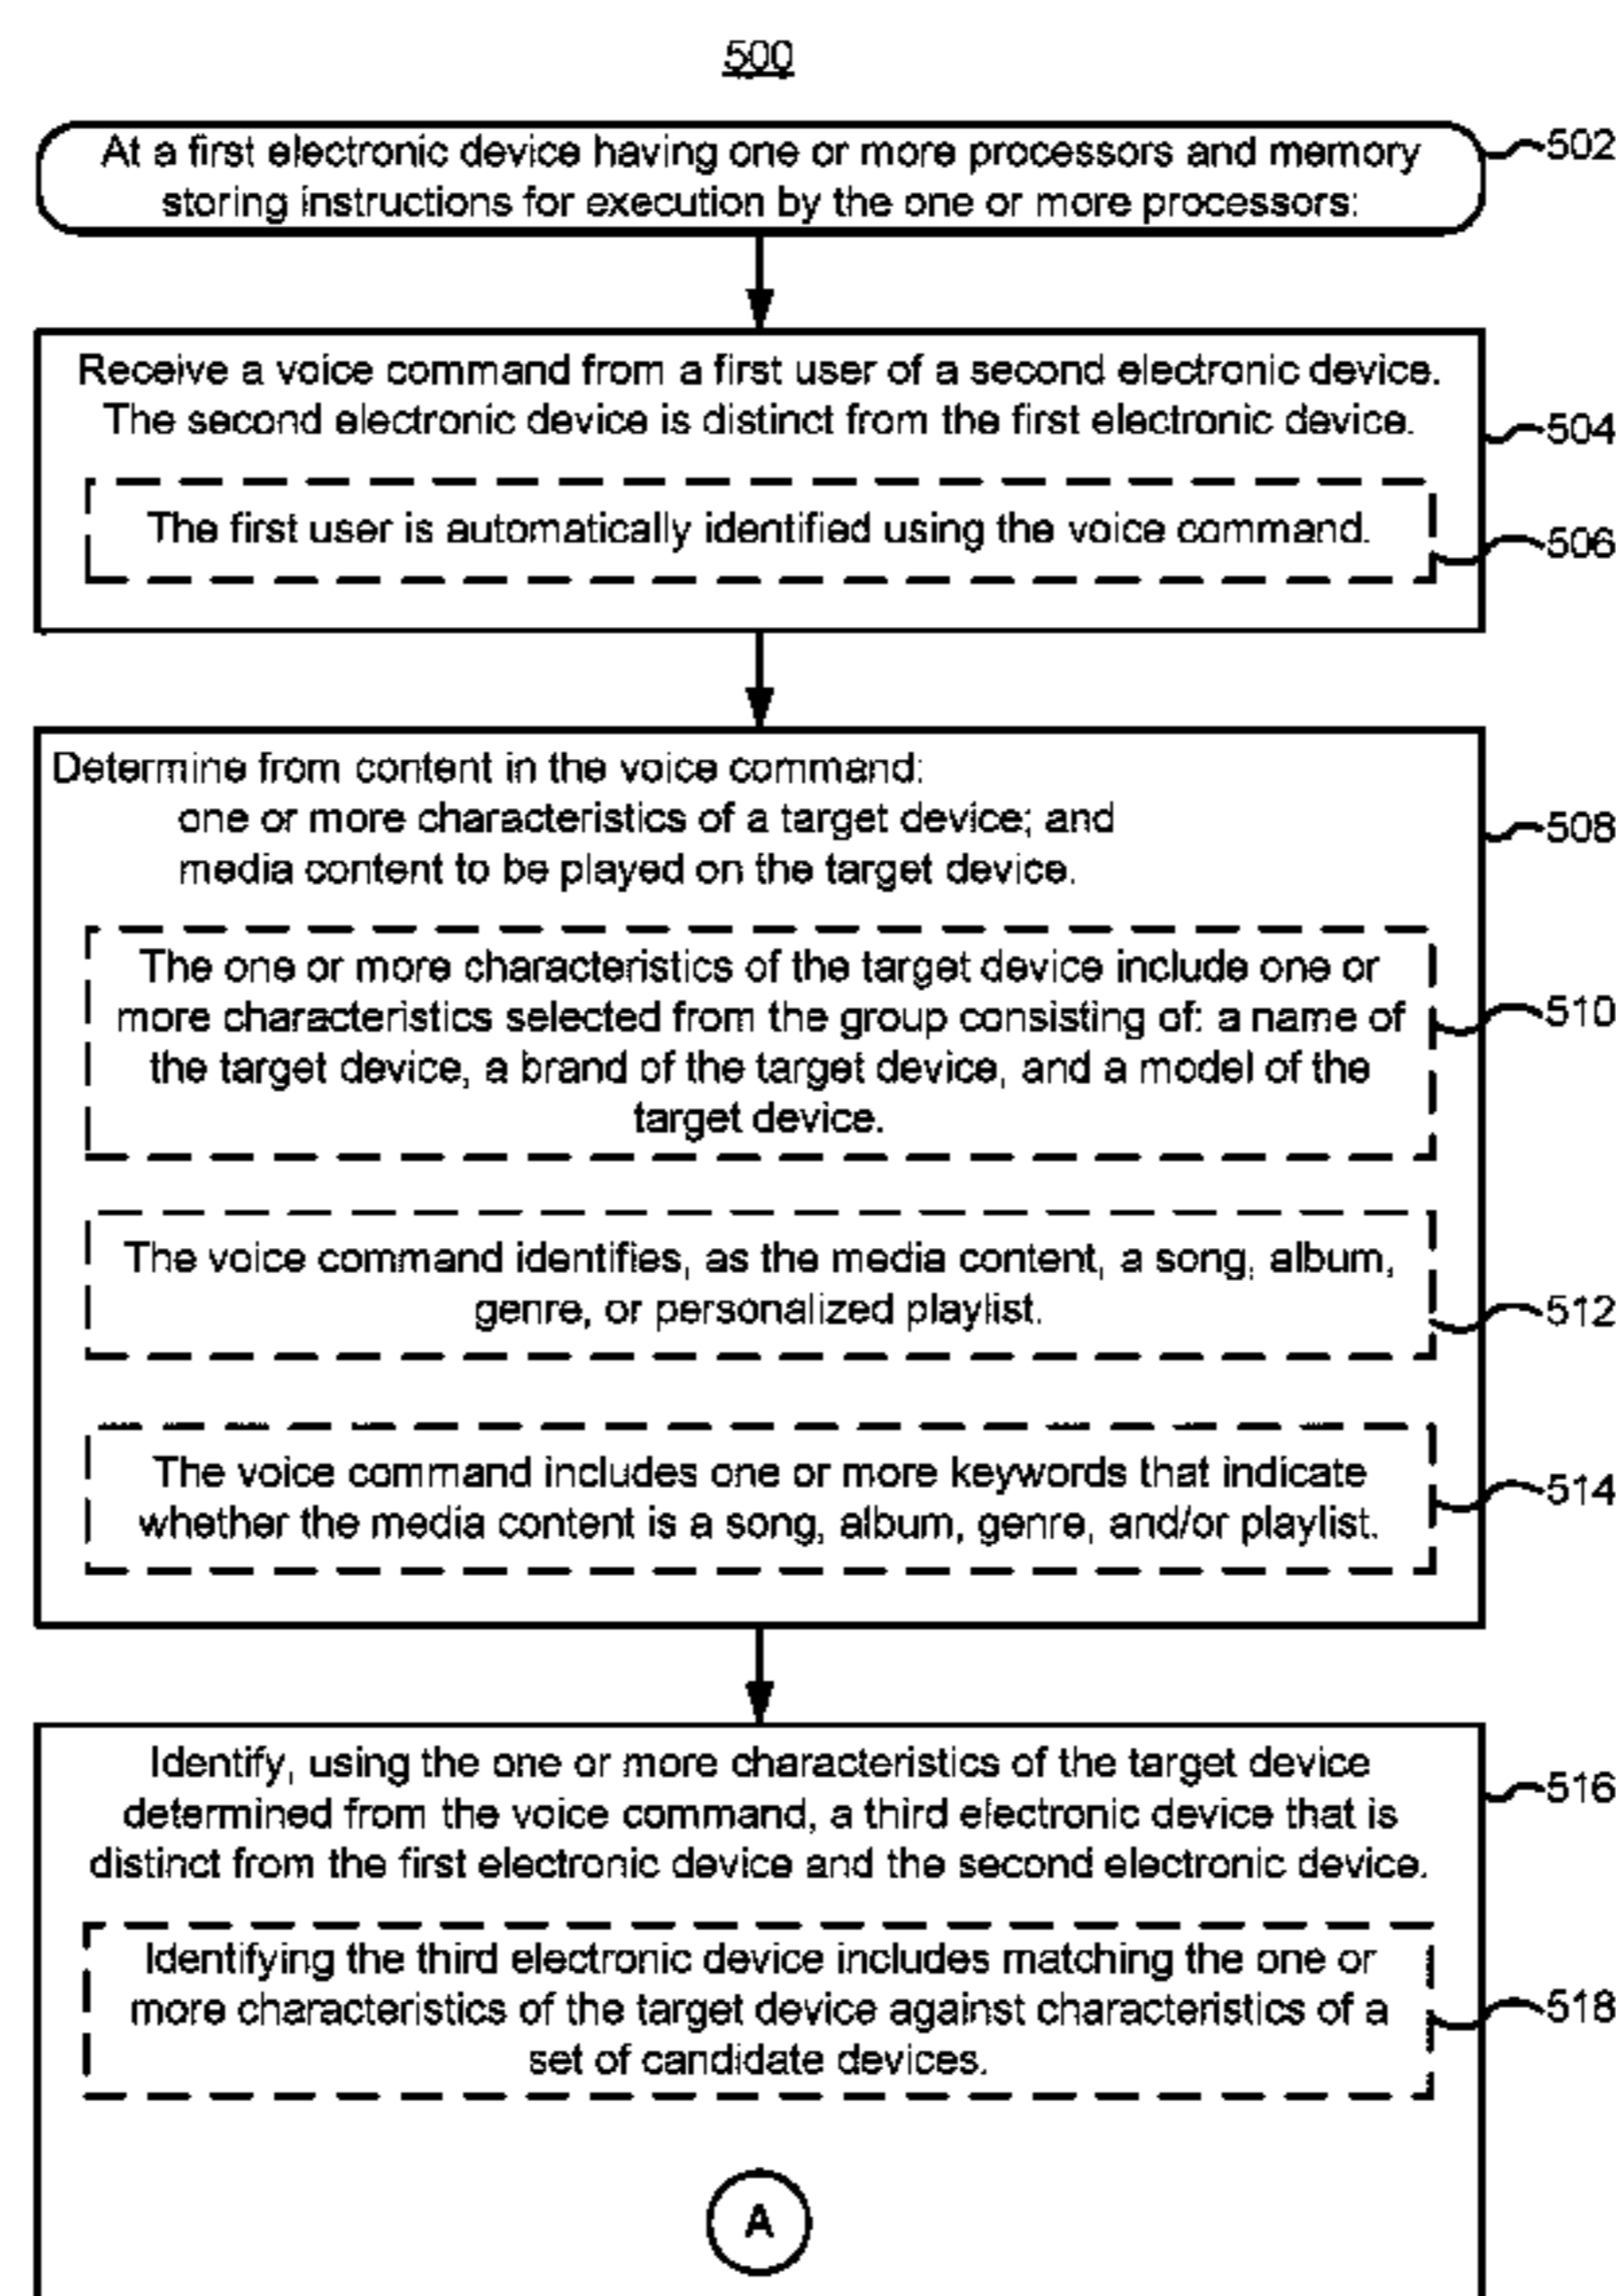 500
At a first electronic device having one or more processors and memory
storing instructions for execution by the one or more processors:
502
Receive a voice command from a first user of a second electronic device.
The second electronic device is distinct from the first electronic device.
504
The first user is automatically identified using the voice command.
506
Determine from content in the voice command:
one or more characteristics of a target device; and
media content to be played on the target device.
508
The one or more characteristics of the target device include one or
more characteristics selected from the group consisting of: a name of
the target device, a brand of the target device, and a model of the
target device.
510
The voice command identifies, as the media content, a song, album,
genre, or personalized playlist.
512
The voice command includes one or more keywords that indicate
whether the media content is a song, album, genre, and/or playlist.
514
Identify, using the one or more characteristics of the target device
determined from the voice command, a third electronic device that is
distinct from the first electronic device and the second electronic device.
516
Identifying the third electronic device includes matching the one or
more characteristics of the target device against characteristics of a
set of candidate devices.
518
A